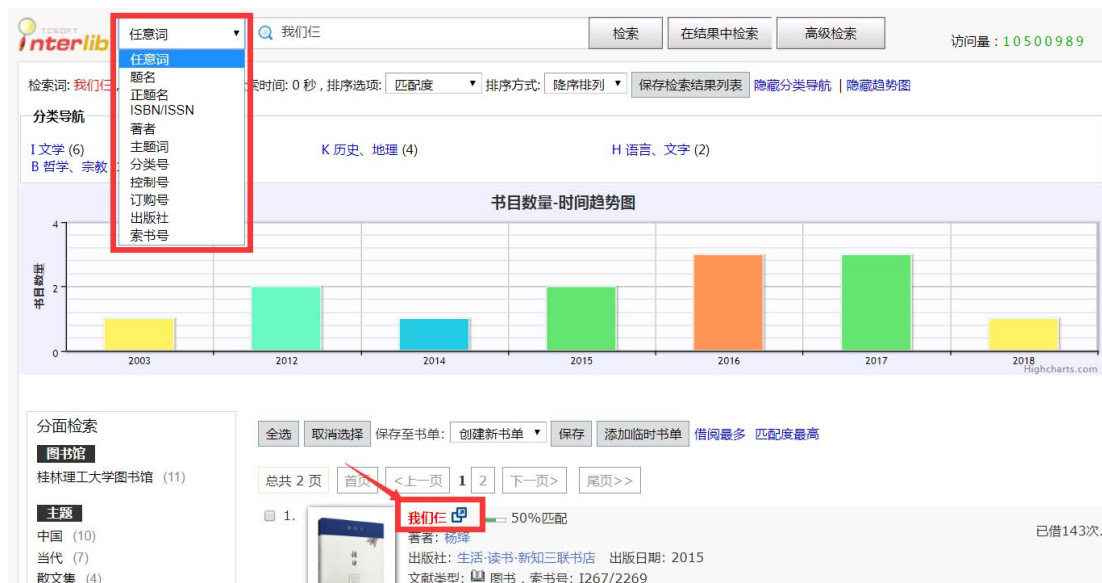 TCSOFT
Interlib
任意词
我们仨
检索
在结果中检索
高级检索
访问量：10500989
任意词
题名
正题名
ISBN/ISSN
著者
主题词
分类号
控制号
订购号
出版社
索书号
检索词: 我们仨
索时间: 0 秒 , 排序选项: 匹配度 排序方式: 降序排列 保存检索结果列表 隐藏分类导航 | 隐藏趋势图
分类导航
I 文学 (6)
K 历史、地理 (4)
H 语言、文字 (2)
B 哲学、宗教
书目数量-时间趋势图
书目数量
4
2
0
2003 2012 2014 2015 2016 2017 2018
Highcharts.com
分面检索
图书馆
桂林理工大学图书馆 (11)
主题
中国 (10)
当代 (7)
散文集 (4)
全选 取消选择 保存至书单: 创建新书单 保存 添加临时书单 借阅最多 匹配度最高
总共 2 页 首页 <上一页 1 2 下一页> 尾页>>
1. 我们仨 50%匹配
已借143次.
著者: 杨绛
出版社: 生活·读书·新知三联书店 出版日期: 2015
文献类型: 图书 , 索书号: I267/2269